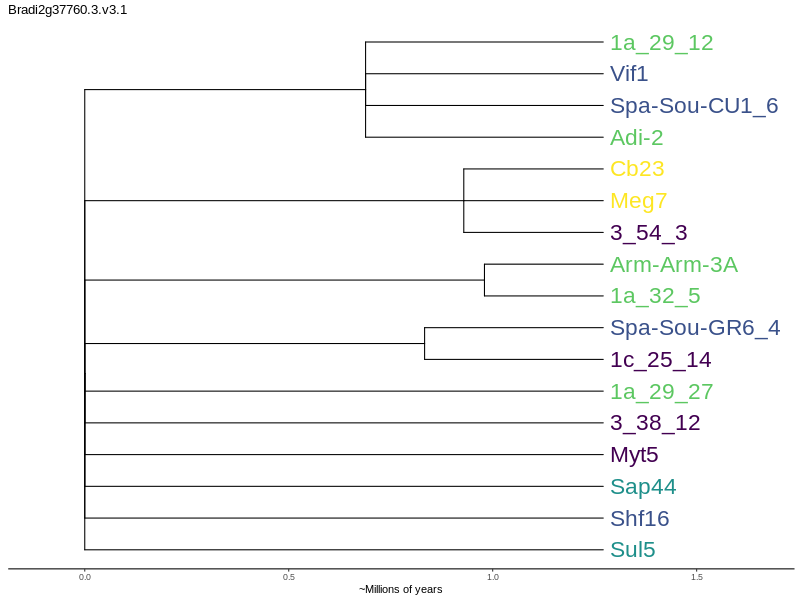 Bradi2g37760.3.v3.1
1a_29_12
Vif1
Spa-Sou-CU1_6
Adi-2
Cb23
Meg7
3_54_3
Arm-Arm-3A
1a_32_5
Spa-Sou-GR6_4
1c_25_14
1a_29_27
3_38_12
Myt5
Sap44
Shf16
Sul5
0.0 0.5 1.0 1.5
~Millions of years